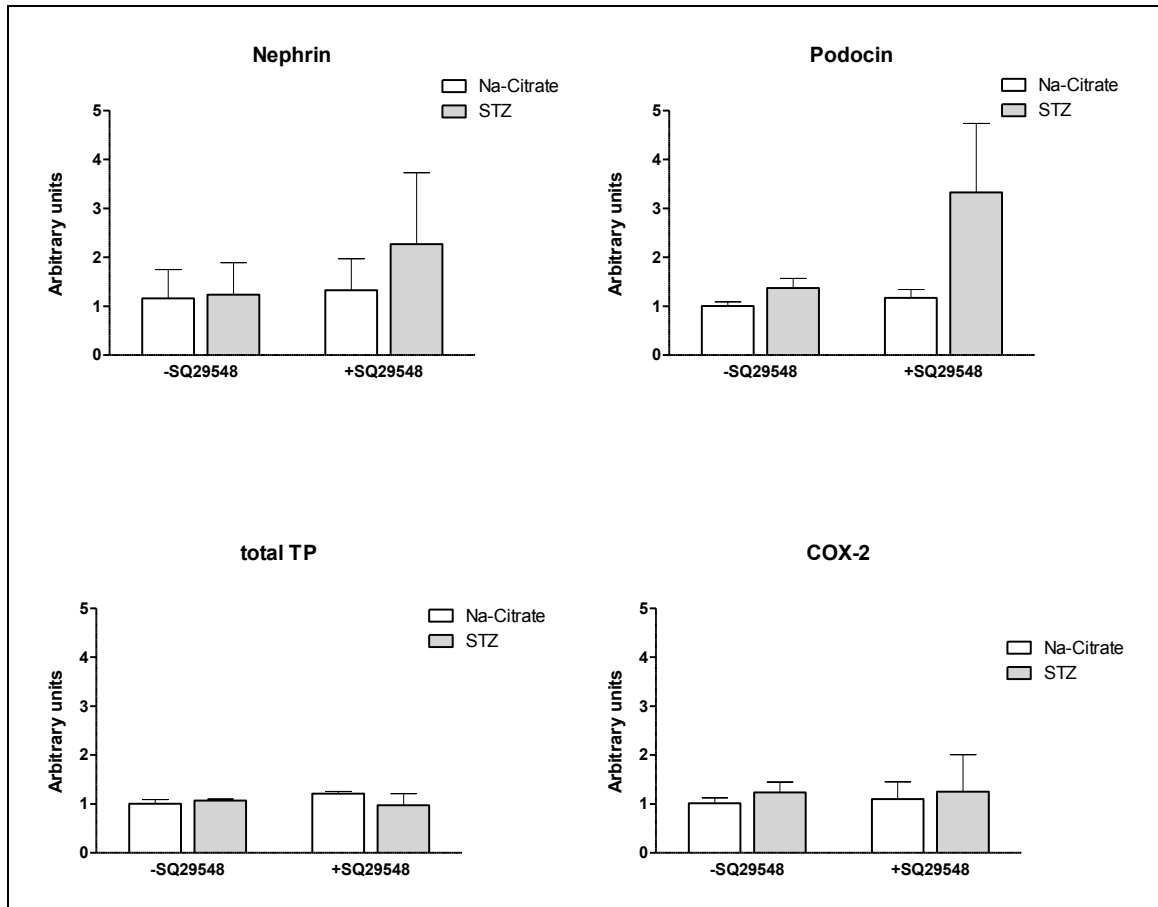 Nephrin
Na-Citrate
STZ
5
4
3
2
1
0
Arbitrary units
-SQ29548
+SQ29548
Podocin
Na-Citrate
STZ
5
4
3
2
1
0
Arbitrary units
-SQ29548
+SQ29548
total TP
Na-Citrate
STZ
5
4
3
2
1
0
Arbitrary units
-SQ29548
+SQ29548
COX-2
Na-Citrate
STZ
5
4
3
2
1
0
Arbitrary units
-SQ29548
+SQ29548